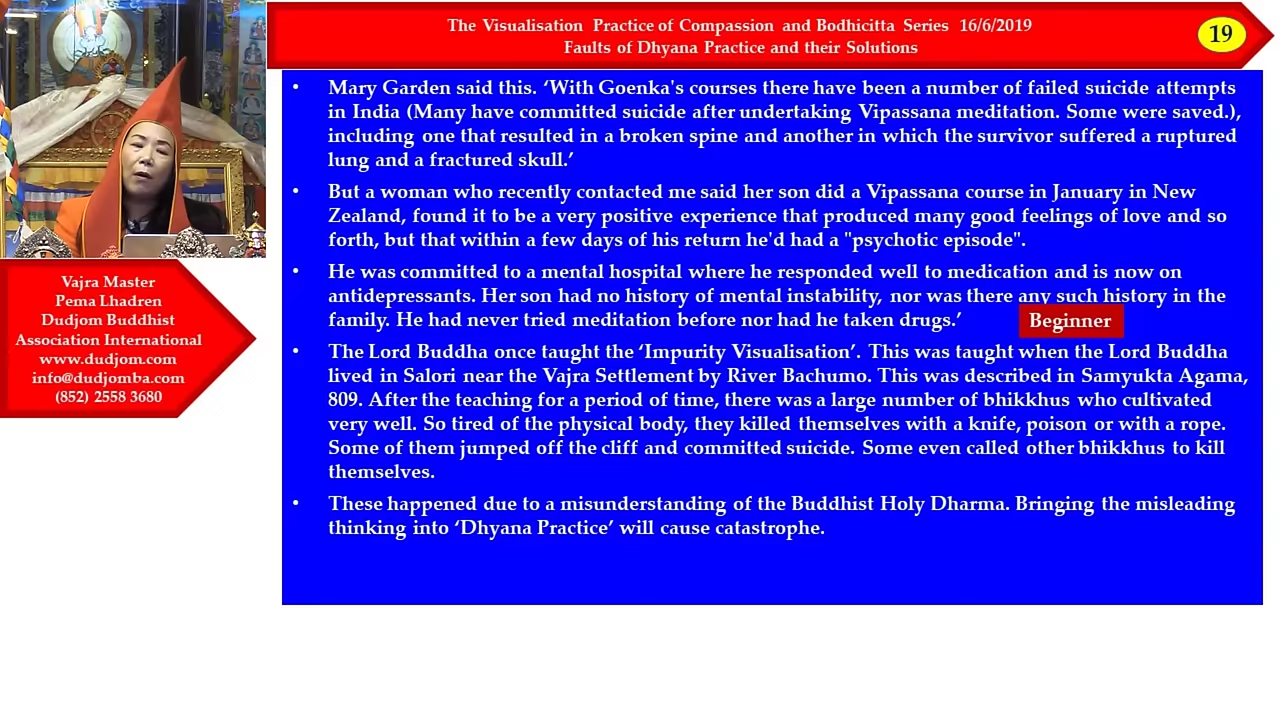 The Visualisation Practice of Compassion and Bodhicitta Series 16/6/2019
Faults of Dhyana Practice and their Solutions
19
Vajra Master
Pema Lhadren
Dudjom Buddhist
Association International
www.dudjom.com
info@dudjomba.com
(852) 2558 3680
• Mary Garden said this. ‘With Goenka's courses there have been a number of failed suicide attempts
in India (Many have committed suicide after undertaking Vipassana meditation. Some were saved.),
including one that resulted in a broken spine and another in which the survivor suffered a ruptured
lung and a fractured skull.’
• But a woman who recently contacted me said her son did a Vipassana course in January in New
Zealand, found it to be a very positive experience that produced many good feelings of love and so
forth, but that within a few days of his return he'd had a "psychotic episode".
• He was committed to a mental hospital where he responded well to medication and is now on
antidepressants. Her son had no history of mental instability, nor was there any such history in the
family. He had never tried meditation before nor had he taken drugs.’
Beginner
• The Lord Buddha once taught the ‘Impurity Visualisation’. This was taught when the Lord Buddha
lived in Salori near the Vajra Settlement by River Bachumo. This was described in Samyukta Agama,
809. After the teaching for a period of time, there was a large number of bhikkhus who cultivated
very well. So tired of the physical body, they killed themselves with a knife, poison or with a rope.
Some of them jumped off the cliff and committed suicide. Some even called other bhikkhus to kill
themselves.
• These happened due to a misunderstanding of the Buddhist Holy Dharma. Bringing the misleading
thinking into ‘Dhyana Practice’ will cause catastrophe.